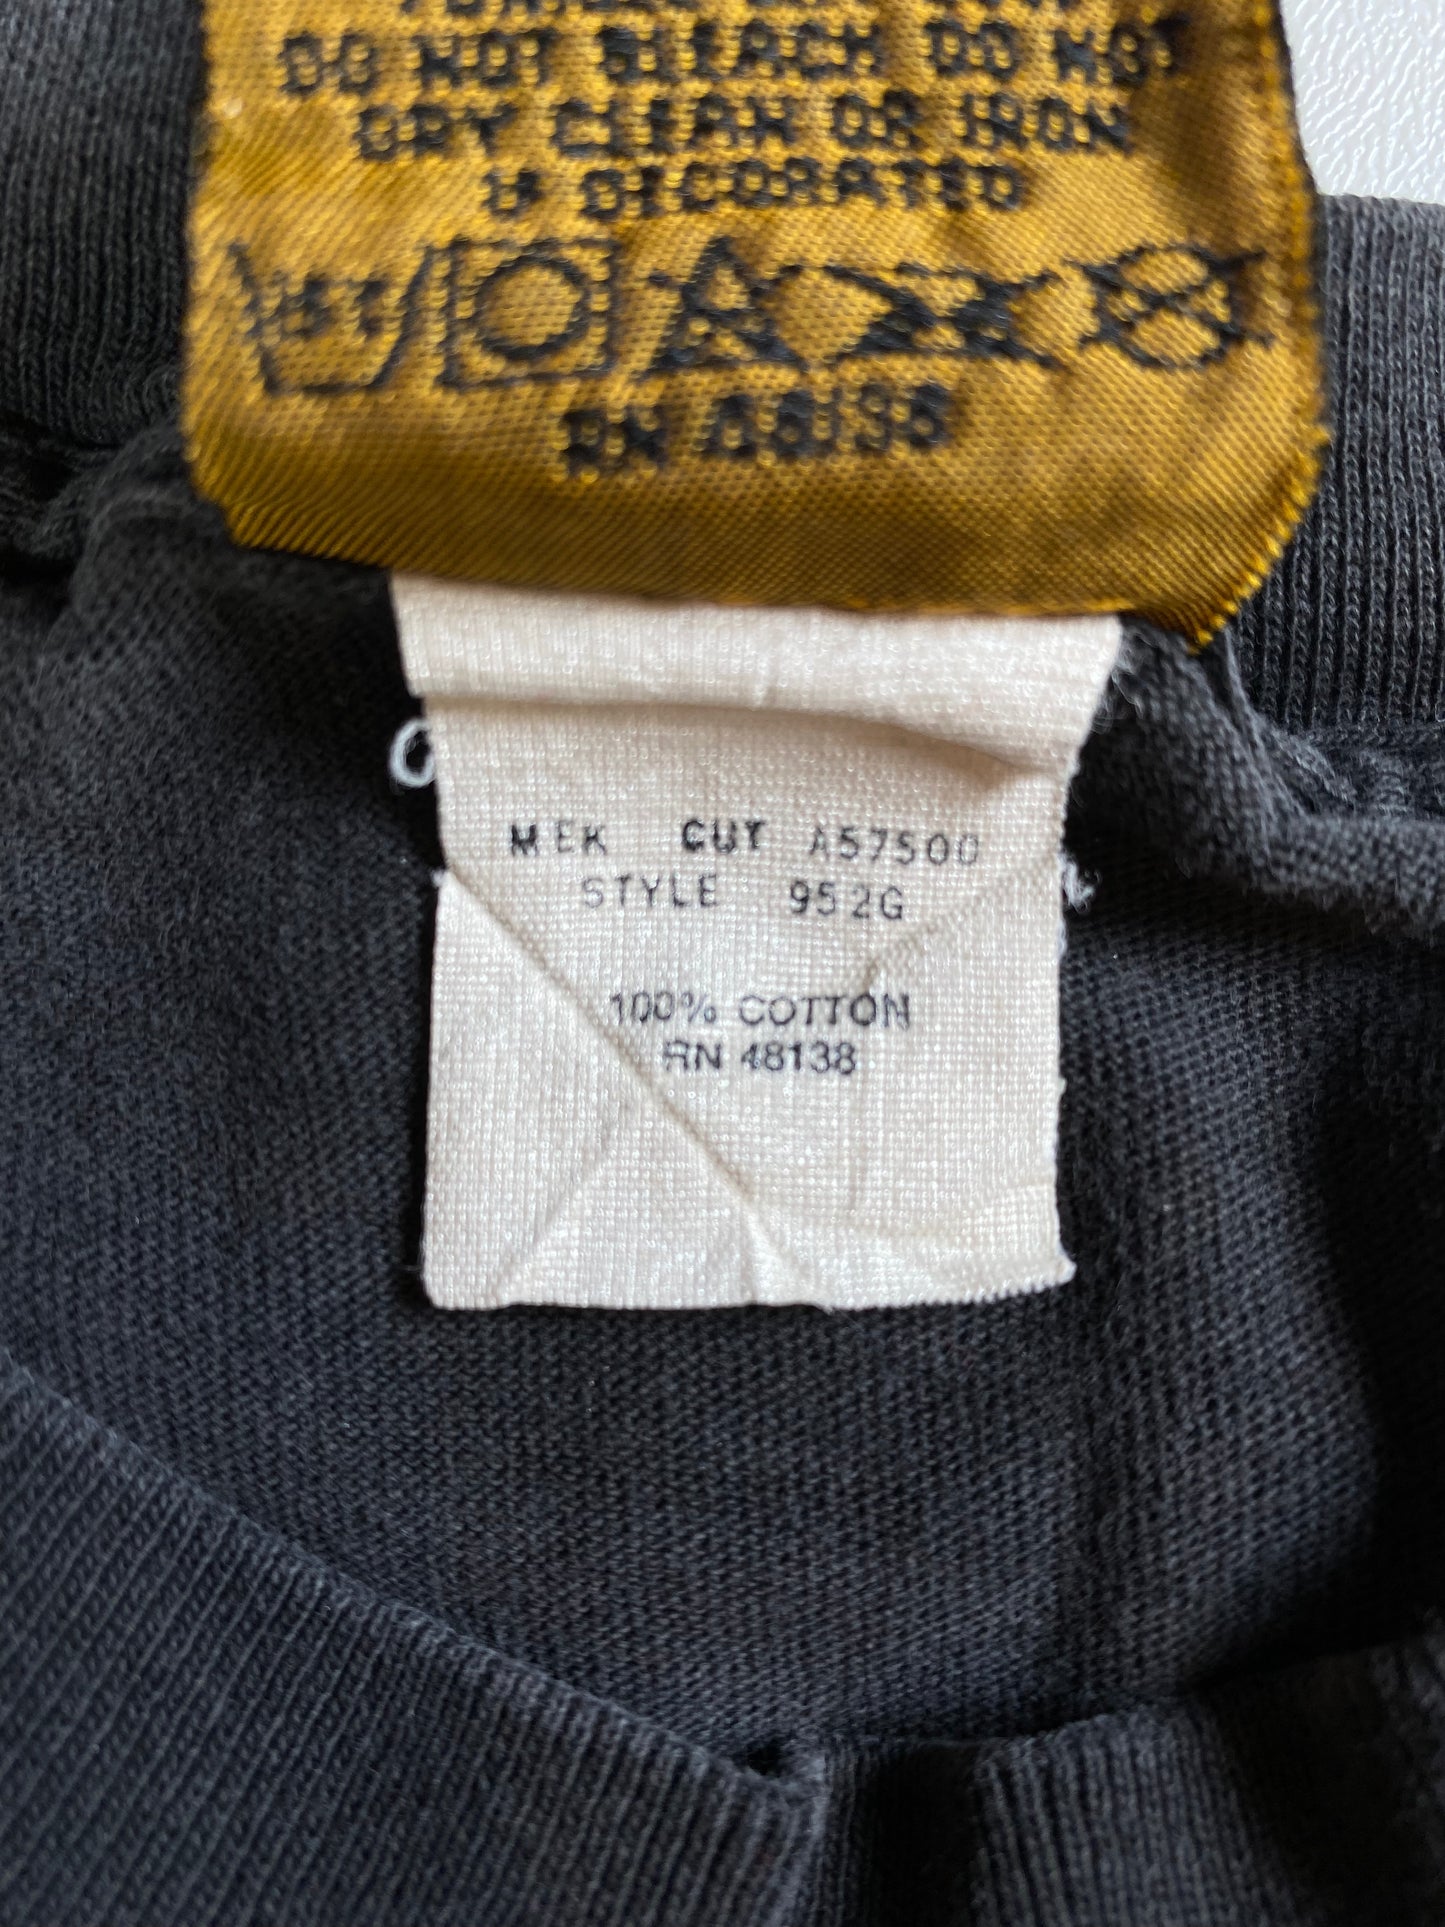 DO NOT BLEACH DO NOT
DRY CLEAN OR IRON
IF DECORATED
RN 48138
MEK CUT A57500
STYLE 952G
100% COTTON
RN 48138